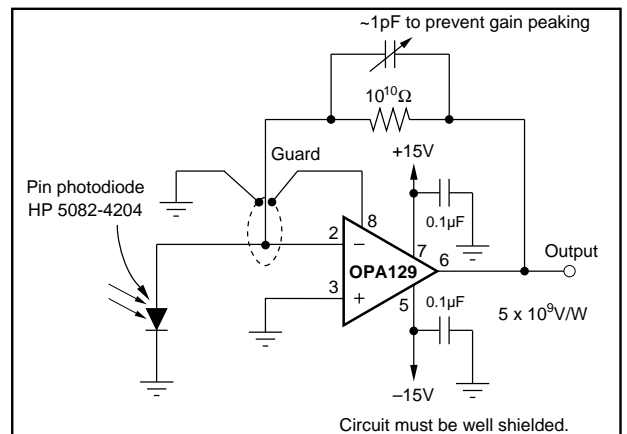 ~1pF to prevent gain peaking
10¹⁰Ω
Guard
+15V
Pin photodiode
HP 5082-4204
0.1µF
8
2
–
7
6
Output
OPA129
3
+
5
0.1µF
5 x 10⁹V/W
–15V
Circuit must be well shielded.